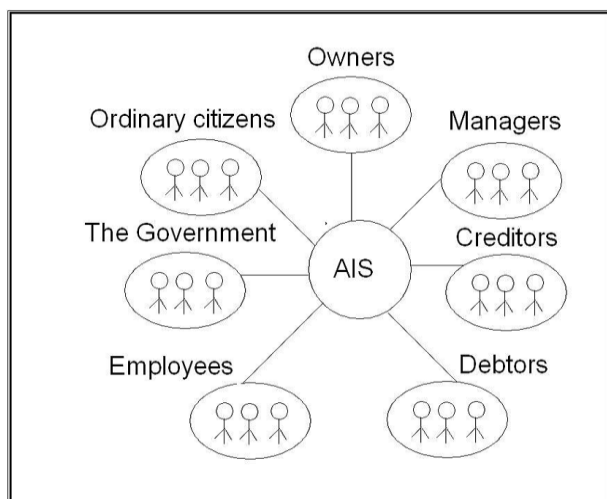 Owners
Ordinary citizens
Managers
The Government
AIS
Creditors
Employees
Debtors